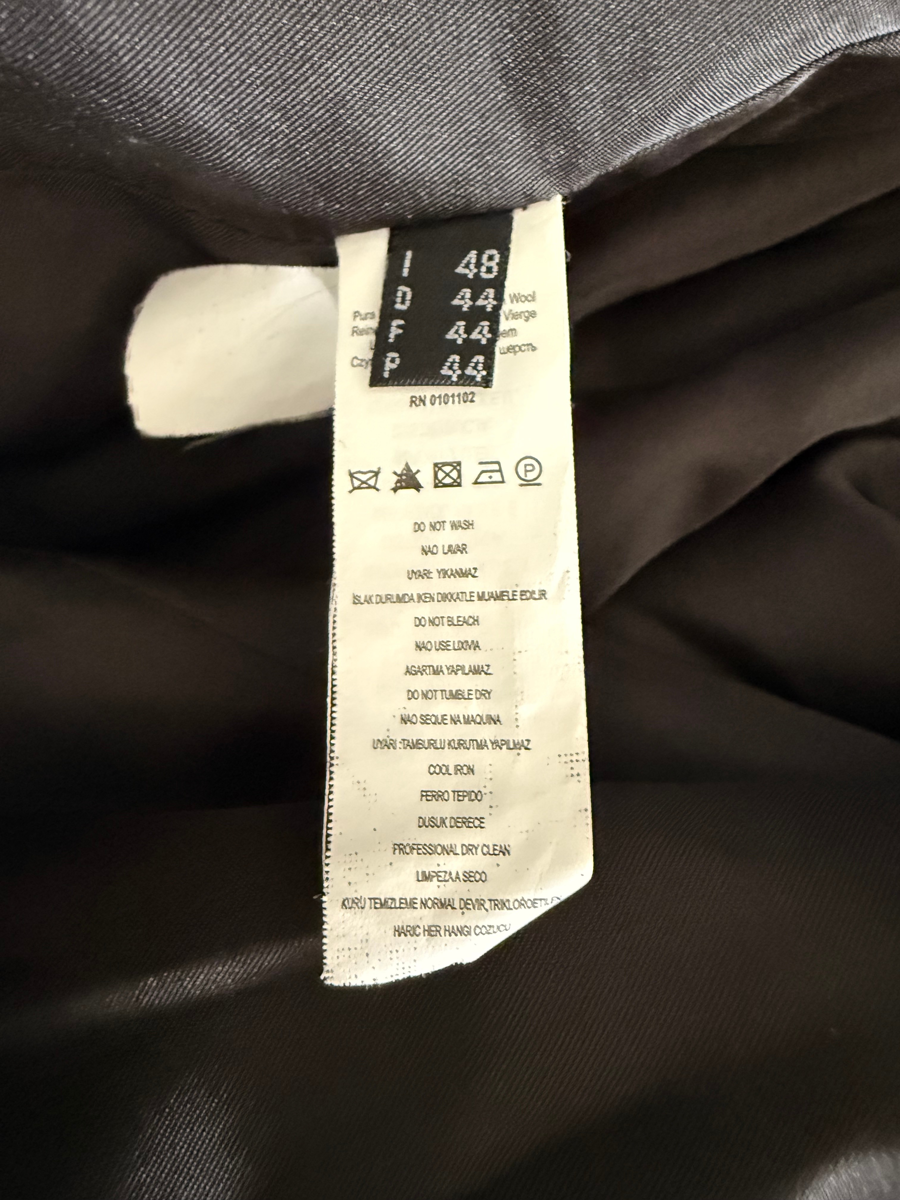 I 48
D 44
F 44
P 44
Wool
Vierge
шерсть
RN 0101102
P
DO NOT WASH
NAO LAVAR
UYARI: YIKANMAZ
ISLAK DURUMDA IKEN DIKKATLE MUAMELE EDILIR
DO NOT BLEACH
NAO USE LIXIVIA
AGARTMA YAPILAMAZ
DO NOT TUMBLE DRY
NAO SEQUE NA MAQUINA
UYARI :TAMBURLU KURUTMA YAPILMAZ
COOL IRON
FERRO TEPIDO
DUSUK DERECE
PROFESSIONAL DRY CLEAN
LIMPEZA A SECO
KURU TEMIZLEME NORMAL DEVIR,
HARIC HER HANGI COZUCU